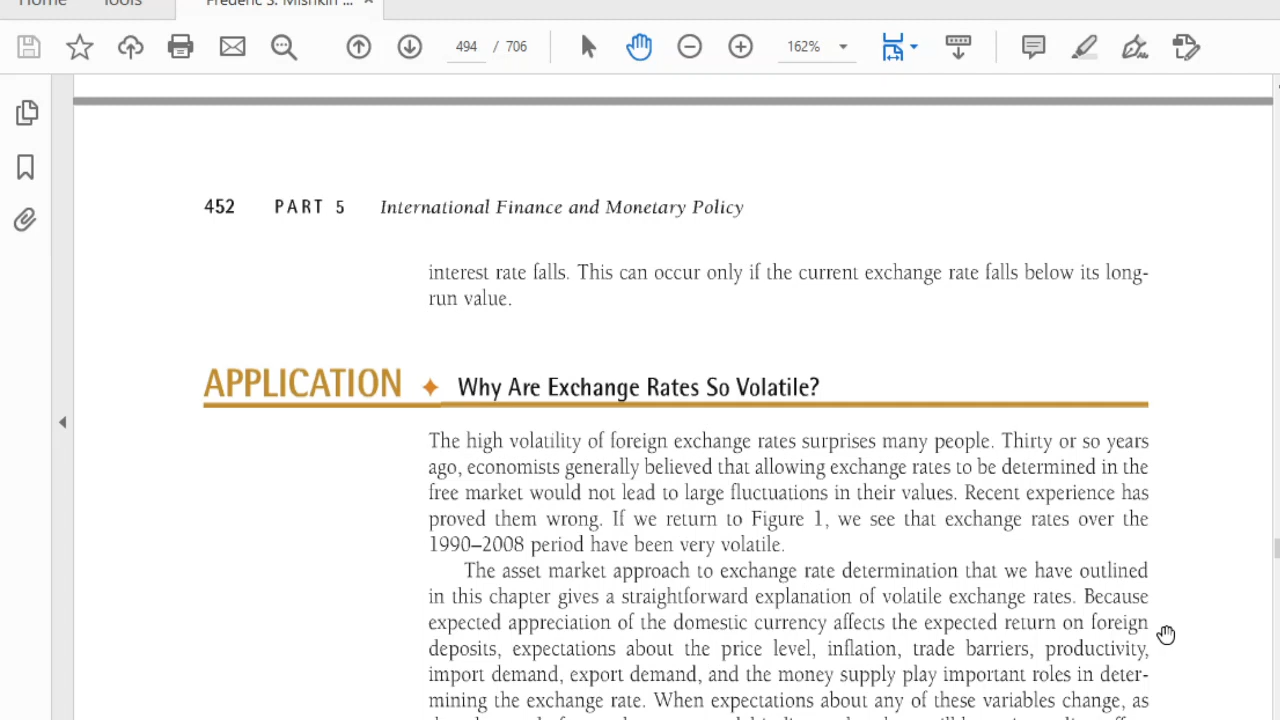 Home Tools Frederic S. Mishkin ... ×
494 / 706 162%
452 PART 5 International Finance and Monetary Policy
interest rate falls. This can occur only if the current exchange rate falls below its long-
run value.
APPLICATION Why Are Exchange Rates So Volatile?
The high volatility of foreign exchange rates surprises many people. Thirty or so years
ago, economists generally believed that allowing exchange rates to be determined in the
free market would not lead to large fluctuations in their values. Recent experience has
proved them wrong. If we return to Figure 1, we see that exchange rates over the
1990–2008 period have been very volatile.
The asset market approach to exchange rate determination that we have outlined
in this chapter gives a straightforward explanation of volatile exchange rates. Because
expected appreciation of the domestic currency affects the expected return on foreign
deposits, expectations about the price level, inflation, trade barriers, productivity,
import demand, export demand, and the money supply play important roles in deter-
mining the exchange rate. When expectations about any of these variables change, as